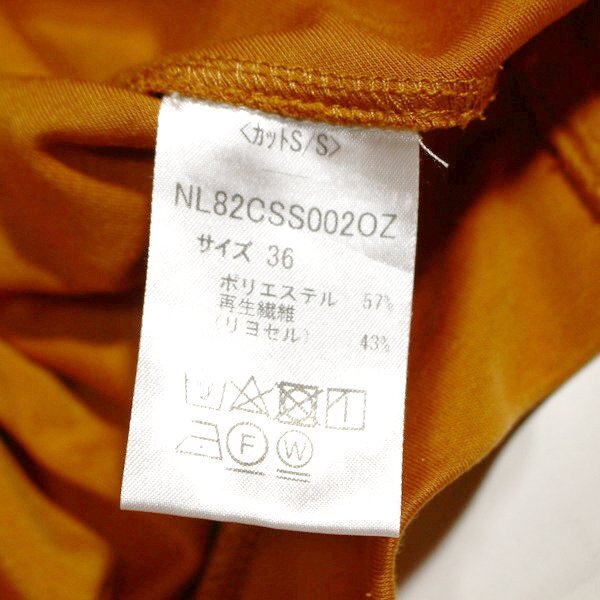 <カットS/S>
NL82CSS002OZ
サイズ 36
ポリエステル 57%
再生繊維
(リヨセル) 43%
F W